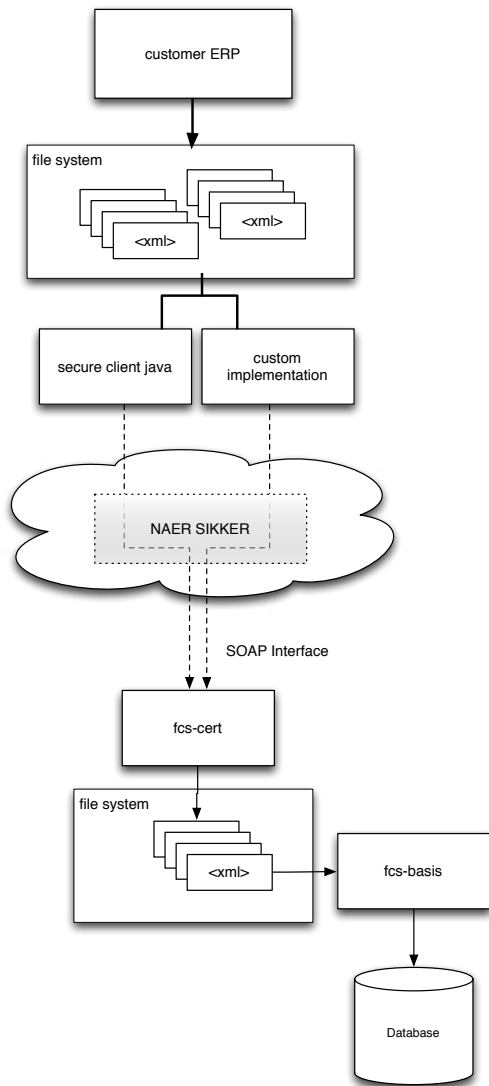 customer ERP
file system
<xml>
<xml>
secure client java
custom
implementation
NAER SIKKER
SOAP Interface
fcs-cert
file system
<xml>
fcs-basis
Database